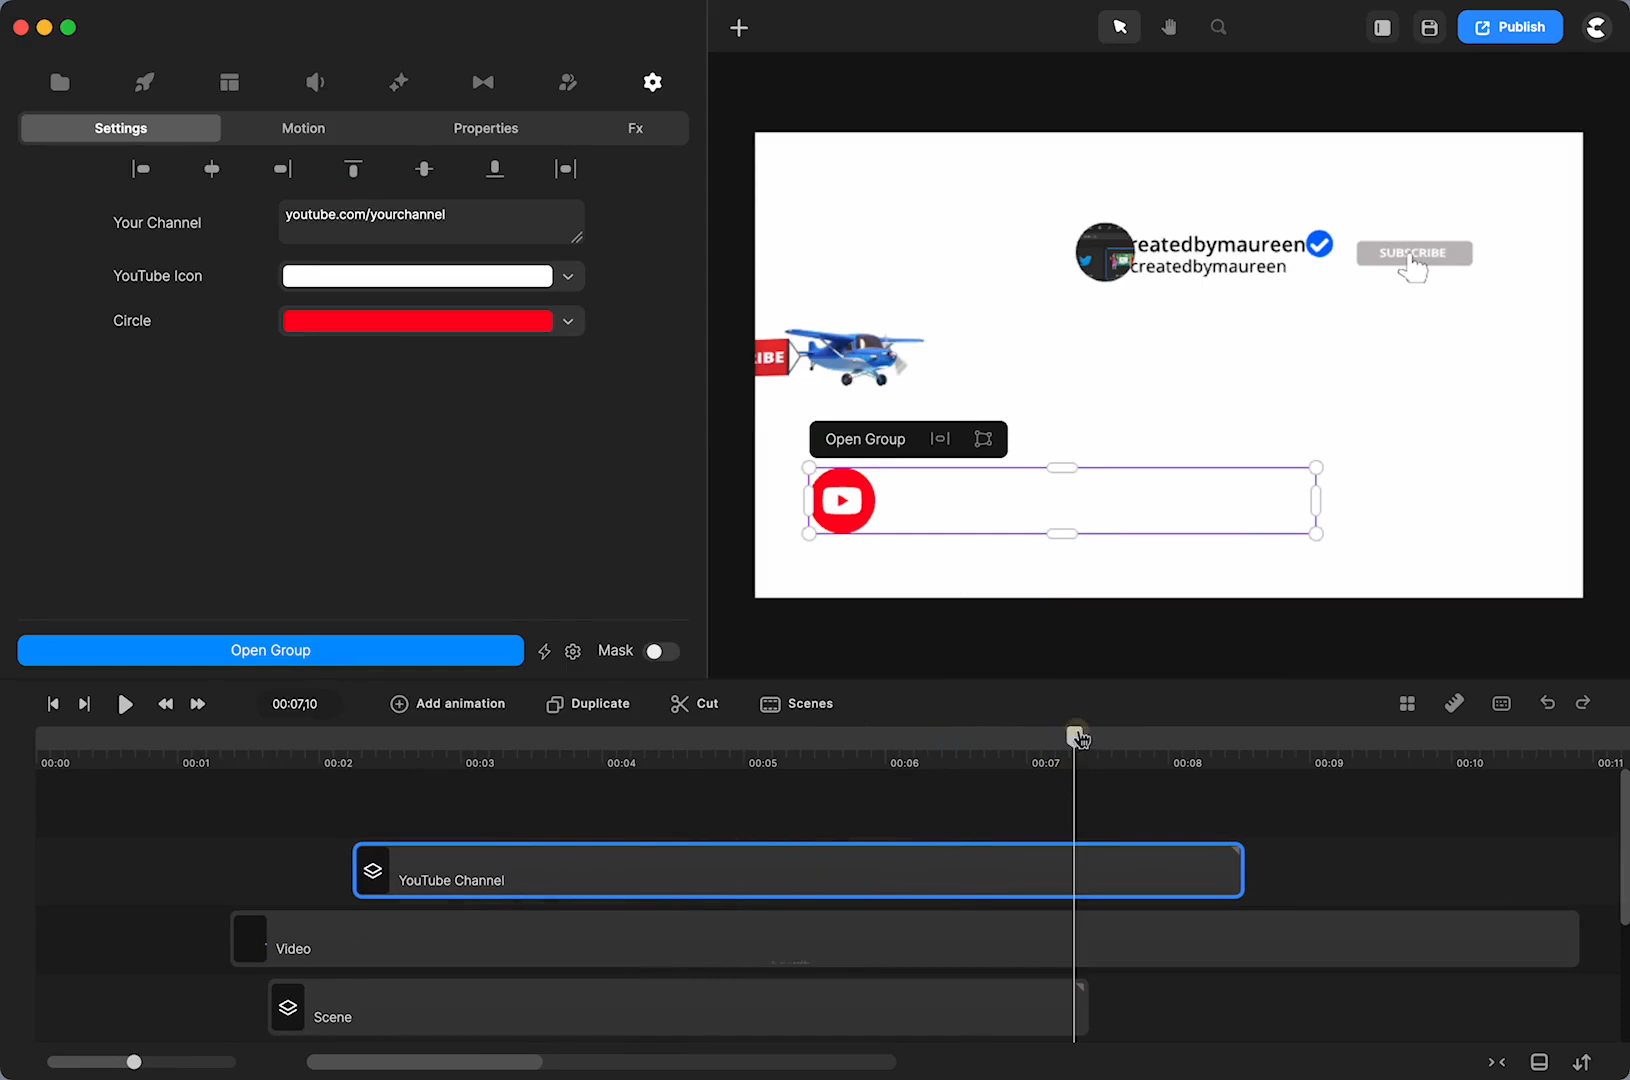 Publish
Settings
Motion
Properties
Fx
Your Channel
youtube.com/yourchannel
YouTube Icon
Circle
Open Group
Mask
reatedbymaureen
createdbymaureen
SUBSCRIBE
IBE
Open Group
00:07,10
Add animation
Duplicate
Cut
Scenes
00:00
00:01
00:02
00:03
00:04
00:05
00:06
00:07
00:08
00:09
00:10
00:11
YouTube Channel
Video
Scene